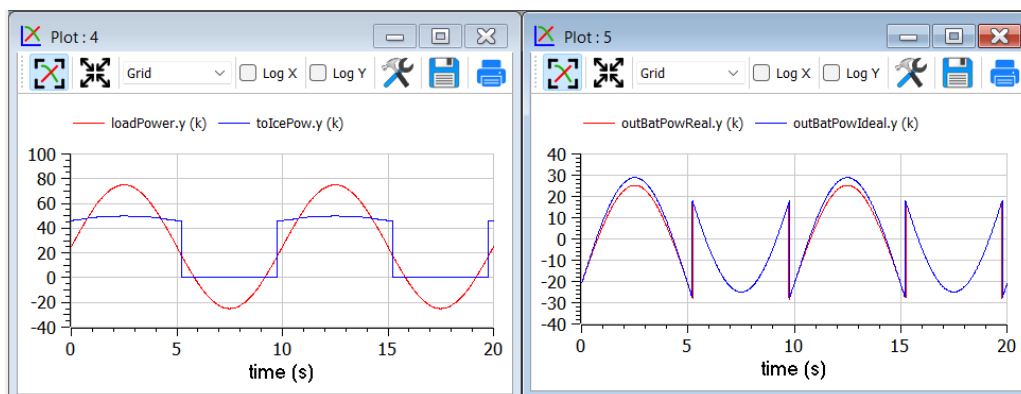 Plot : 4
Grid
Log X
Log Y
loadPower.y (k)
toIcePow.y (k)
100
80
60
40
20
0
-20
-40
0
5
10
15
20
time (s)
Plot : 5
Grid
Log X
Log Y
outBatPowReal.y (k)
outBatPowIdeal.y (k)
40
30
20
10
0
-10
-20
-30
-40
0
5
10
15
20
time (s)